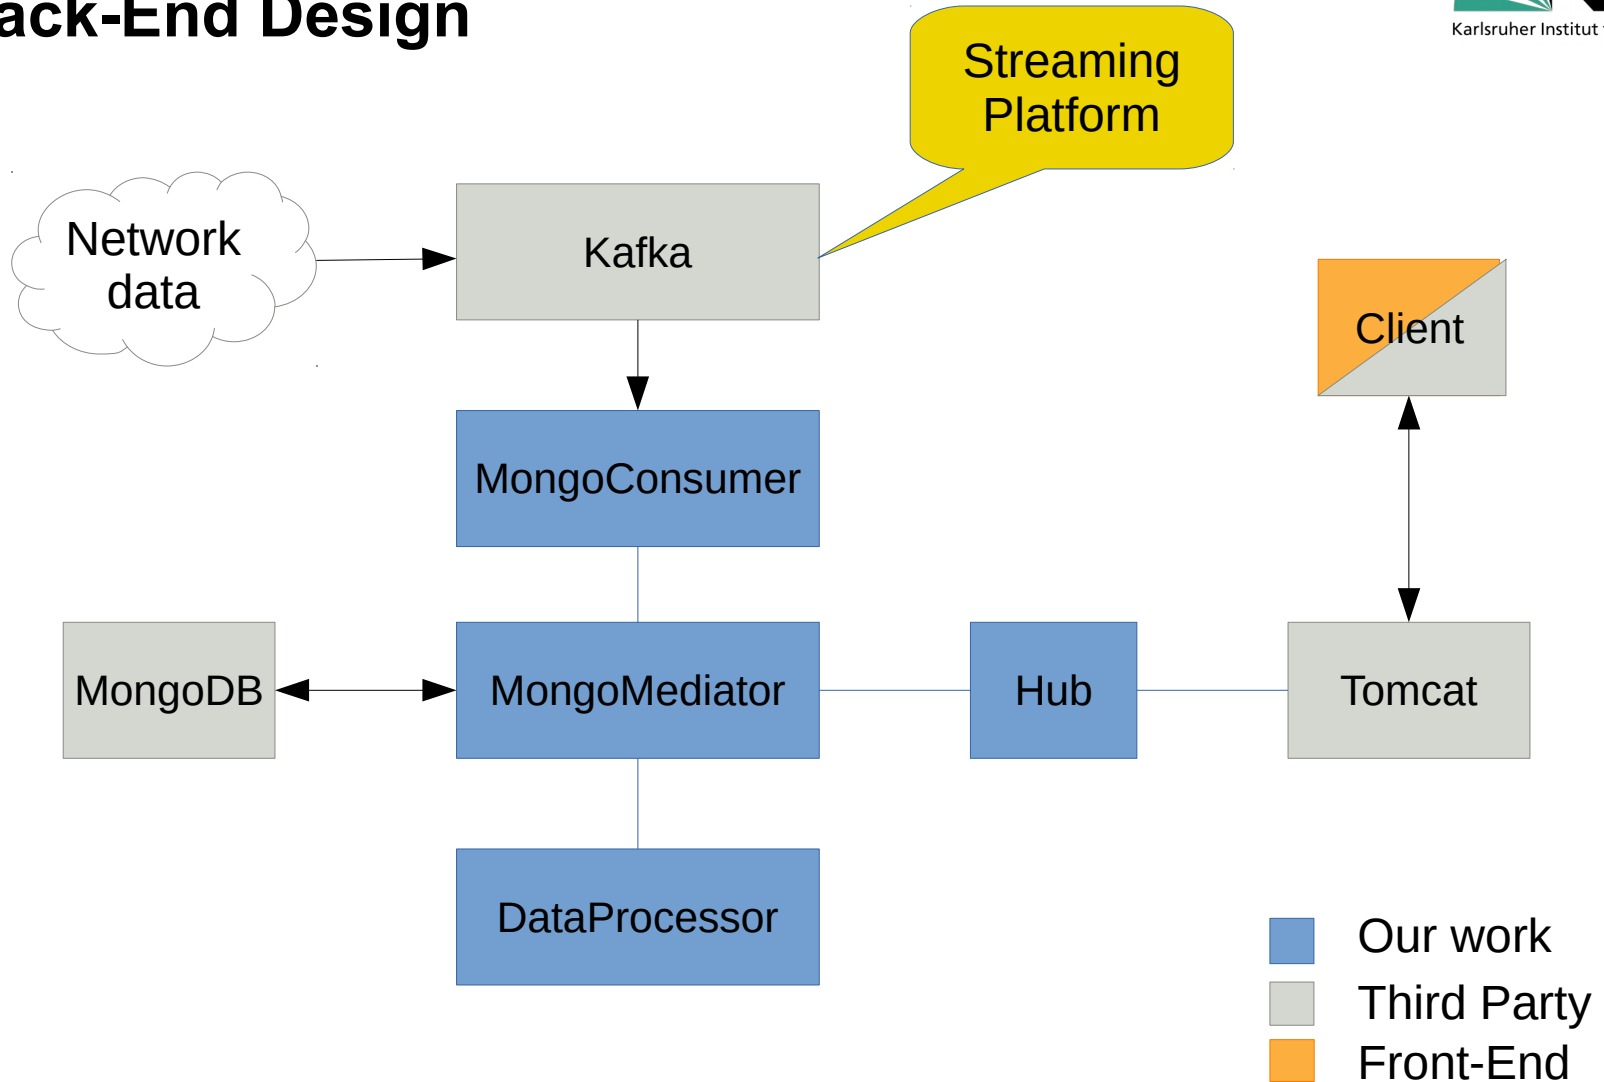 ack-End Design
Karlsruher Institut
Streaming
Platform
Network
data
Kafka
Client
MongoConsumer
MongoDB
MongoMediator
Hub
Tomcat
DataProcessor
Our work
Third Party
Front-End